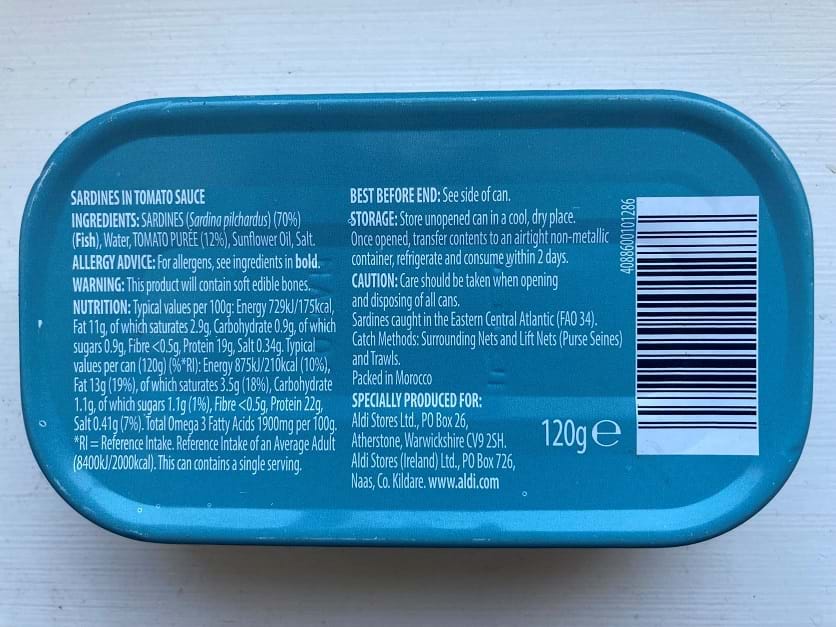 SARDINES IN TOMATO SAUCE
INGREDIENTS: SARDINES (Sardina pilchardus) (70%)
(Fish), Water, TOMATO PURÉE (12%), Sunflower Oil, Salt.
ALLERGY ADVICE: For allergens, see ingredients in bold.
WARNING: This product will contain soft edible bones.
NUTRITION: Typical values per 100g: Energy 729kJ/175kcal,
Fat 11g, of which saturates 2.9g, Carbohydrate 0.9g, of which
sugars 0.9g, Fibre <0.5g, Protein 19g, Salt 0.34g. Typical
values per can (120g) (%*RI): Energy 875kJ/210kcal (10%),
Fat 13g (19%), of which saturates 3.5g (18%), Carbohydrate
1.1g, of which sugars 1.1g (1%), Fibre <0.5g, Protein 22g,
Salt 0.41g (7%). Total Omega 3 Fatty Acids 1900mg per 100g.
*RI = Reference Intake. Reference Intake of an Average Adult
(8400kJ/2000kcal). This can contains a single serving.
BEST BEFORE END: See side of can.
STORAGE: Store unopened can in a cool, dry place.
Once opened, transfer contents to an airtight non-metallic
container, refrigerate and consume within 2 days.
CAUTION: Care should be taken when opening
and disposing of all cans.
Sardines caught in the Eastern Central Atlantic (FAO 34).
Catch Methods: Surrounding Nets and Lift Nets (Purse Seines)
and Trawls.
Packed in Morocco
SPECIALLY PRODUCED FOR:
Aldi Stores Ltd., PO Box 26,
Atherstone, Warwickshire CV9 2SH.
Aldi Stores (Ireland) Ltd., PO Box 726,
Naas, Co. Kildare. www.aldi.com
120g e
4088600101286